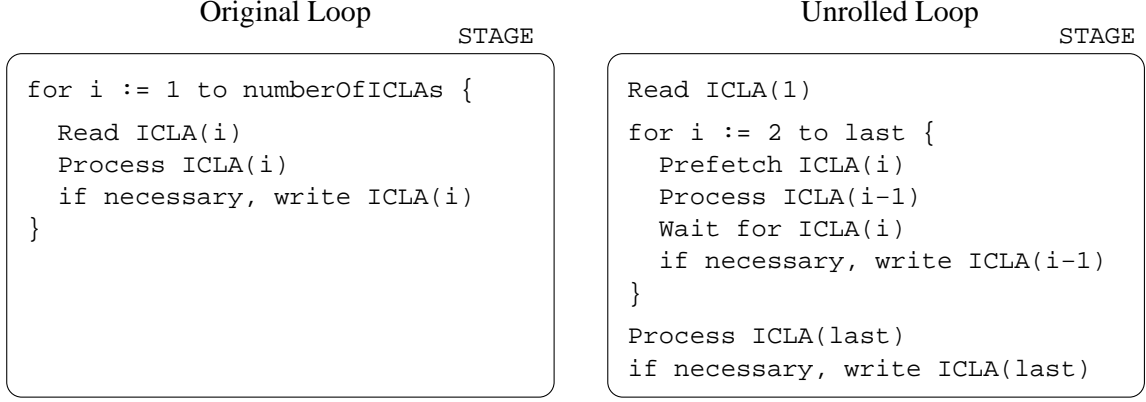 Original Loop
STAGE
for i := 1 to numberOfICLAs {
Read ICLA(i)
Process ICLA(i)
if necessary, write ICLA(i)
}
Unrolled Loop
STAGE
Read ICLA(1)
for i := 2 to last {
Prefetch ICLA(i)
Process ICLA(i−1)
Wait for ICLA(i)
if necessary, write ICLA(i−1)
}
Process ICLA(last)
if necessary, write ICLA(last)